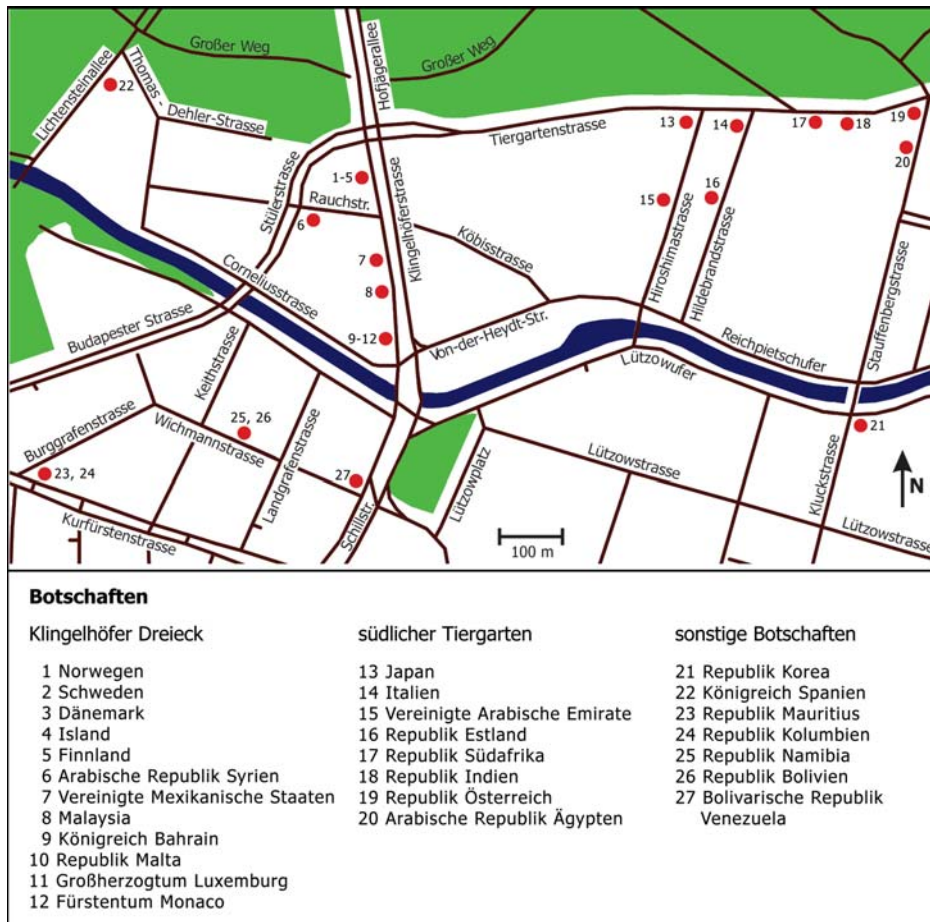 Großer Weg
Großer Weg
Hofjägerallee
Lichtensteinallee
Thomas -
Dehler-Strasse
22
Tiergartenstrasse
13
14
17
18
19
20
1-5
Stülerstrasse
Rauchstr.
6
15
16
Klingelhöferstrasse
Köbisstrasse
7
8
Hiroshimastrasse
Hildebrandstrasse
Stauffenbergstrasse
Corneliusstrasse
Budapester Strasse
9-12
Von-der-Heydt-Str.
Reichpietschufer
Lützowufer
Keithstrasse
25, 26
Burggrafenstrasse
Wichmannstrasse
Landgrafenstrasse
21
23, 24
27
Lützowplatz
Lützowstrasse
Kluckstrasse
N
Kurfürstenstrasse
Schillstr.
100 m
Lützowstrasse
Botschaften
Klingelhöfer Dreieck
1 Norwegen
2 Schweden
3 Dänemark
4 Island
5 Finnland
6 Arabische Republik Syrien
7 Vereinigte Mexikanische Staaten
8 Malaysia
9 Königreich Bahrain
10 Republik Malta
11 Großherzogtum Luxemburg
12 Fürstentum Monaco
südlicher Tiergarten
13 Japan
14 Italien
15 Vereinigte Arabische Emirate
16 Republik Estland
17 Republik Südafrika
18 Republik Indien
19 Republik Österreich
20 Arabische Republik Ägypten
sonstige Botschaften
21 Republik Korea
22 Königreich Spanien
23 Republik Mauritius
24 Republik Kolumbien
25 Republik Namibia
26 Republik Bolivien
27 Bolivarische Republik
Venezuela